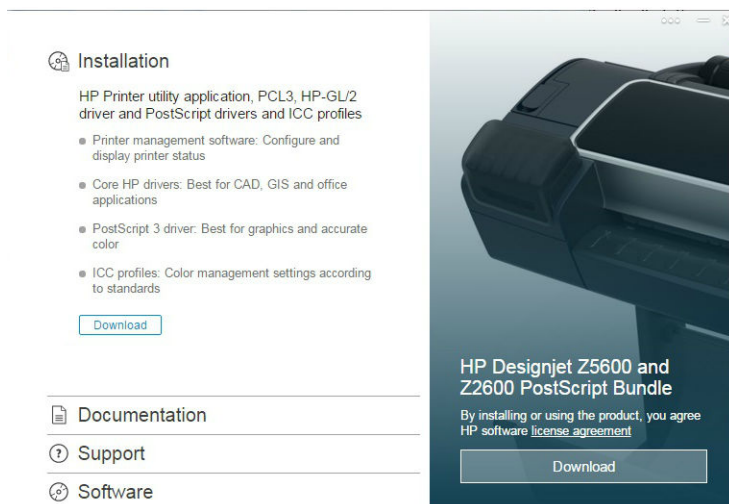 Installation
HP Printer utility application, PCL3, HP-GL/2
driver and PostScript drivers and ICC profiles
Printer management software: Configure and
display printer status
Core HP drivers: Best for CAD, GIS and office
applications
PostScript 3 driver: Best for graphics and accurate
color
ICC profiles: Color management settings according
to standards
Download
Documentation
Support
Software
HP Designjet Z5600 and
Z2600 PostScript Bundle
By installing or using the product, you agree
HP software license agreement
Download